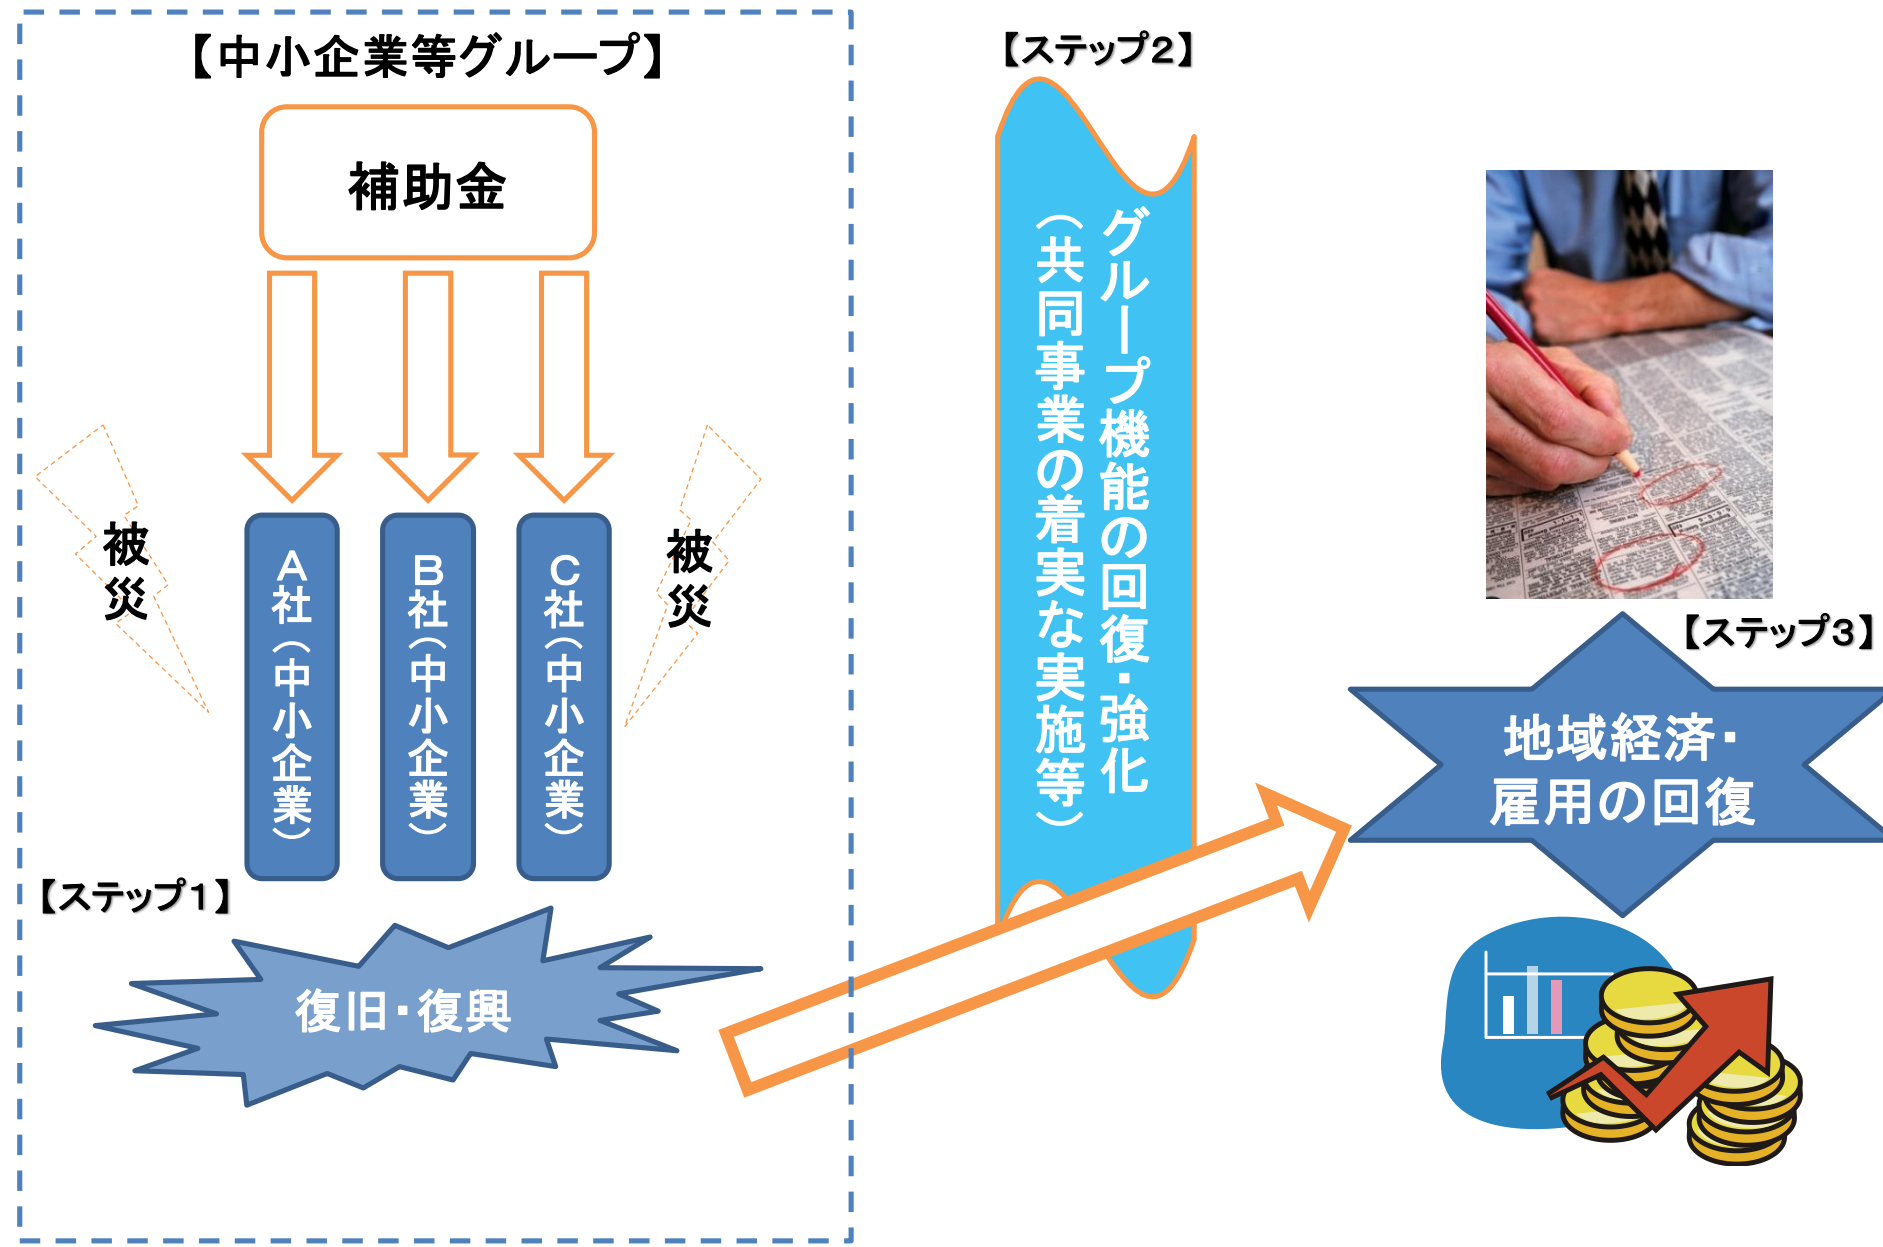 【中小企業等グループ】
補助金
被災
A社(中小企業)
B社(中小企業)
C社(中小企業)
被災
【ステップ1】
復旧・復興
【ステップ2】
グループ機能の回復・強化
(共同事業の着実な実施等)
【ステップ3】
地域経済・
雇用の回復